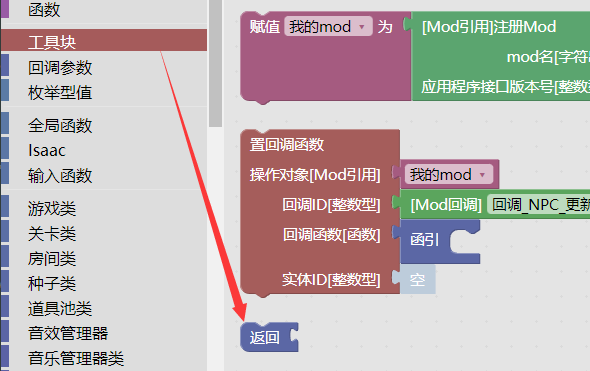 函数
工具块
回调参数
枚举型值
全局函数
Isaac
输入函数
游戏类
关卡类
房间类
种子类
道具池类
音效管理器
音乐管理器类
赋值 我的mod 为 [Mod引用]注册Mod
mod名[字符
应用程序接口版本号[整数
置回调函数
操作对象[Mod引用] 我的mod
回调ID[整数型] [Mod回调] 回调_NPC_更新
回调函数[函数] 函引
实体ID[整数型] 空
返回